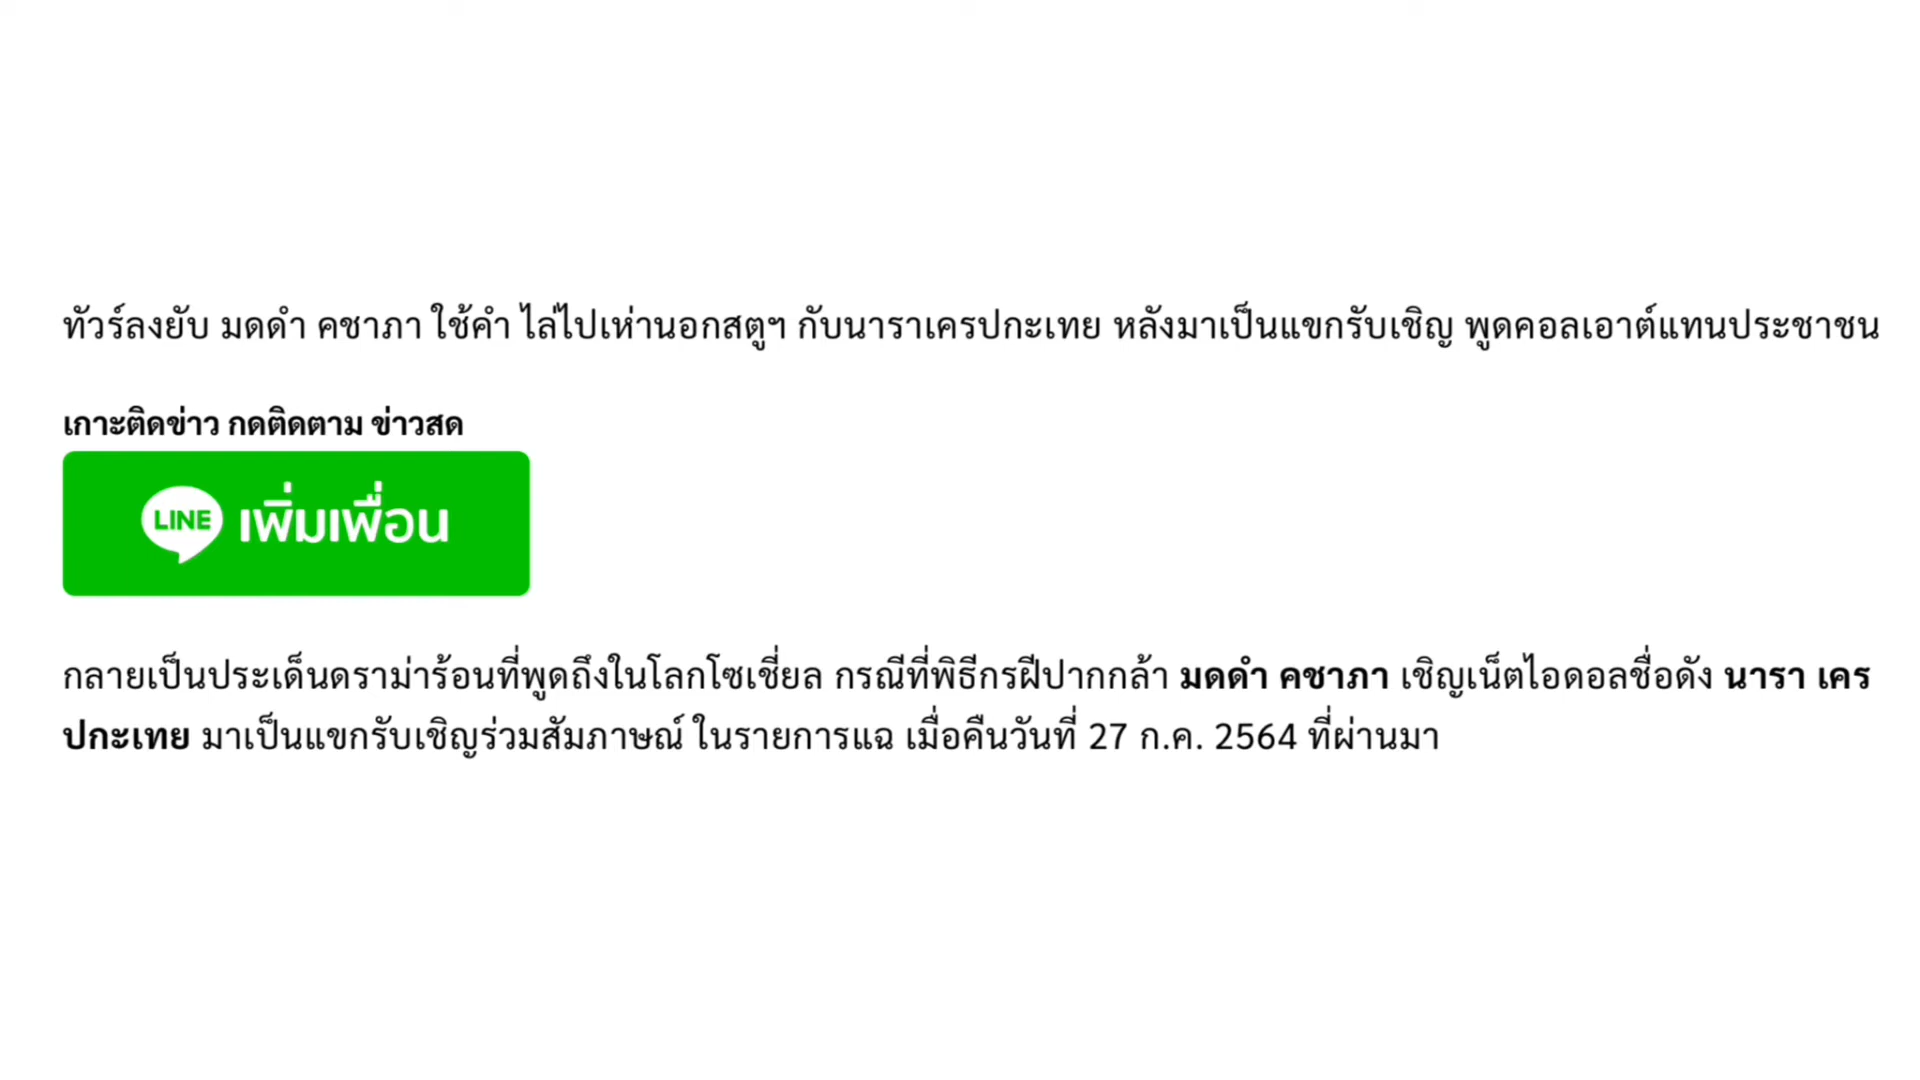 ทัวร์ลงยับ มดดำ คชาภา ใช้คำ ไล่ไปเห่านอกสตูฯ กับนาราเครปกะเทย หลังมาเป็นแขกรับเชิญ พูดคอลเอาต์แทนประชาชน
เกาะติดข่าว กดติดตาม ข่าวสด
LINE เพิ่มเพื่อน
กลายเป็นประเด็นดราม่าร้อนที่พูดถึงในโลกโซเชี่ยล กรณีที่พิธีกรฝีปากกล้า มดดำ คชาภา เชิญเน็ตไอดอลชื่อดัง นารา เคร
ปกะเทย มาเป็นแขกรับเชิญร่วมสัมภาษณ์ ในรายการแฉ เมื่อคืนวันที่ 27 ก.ค. 2564 ที่ผ่านมา